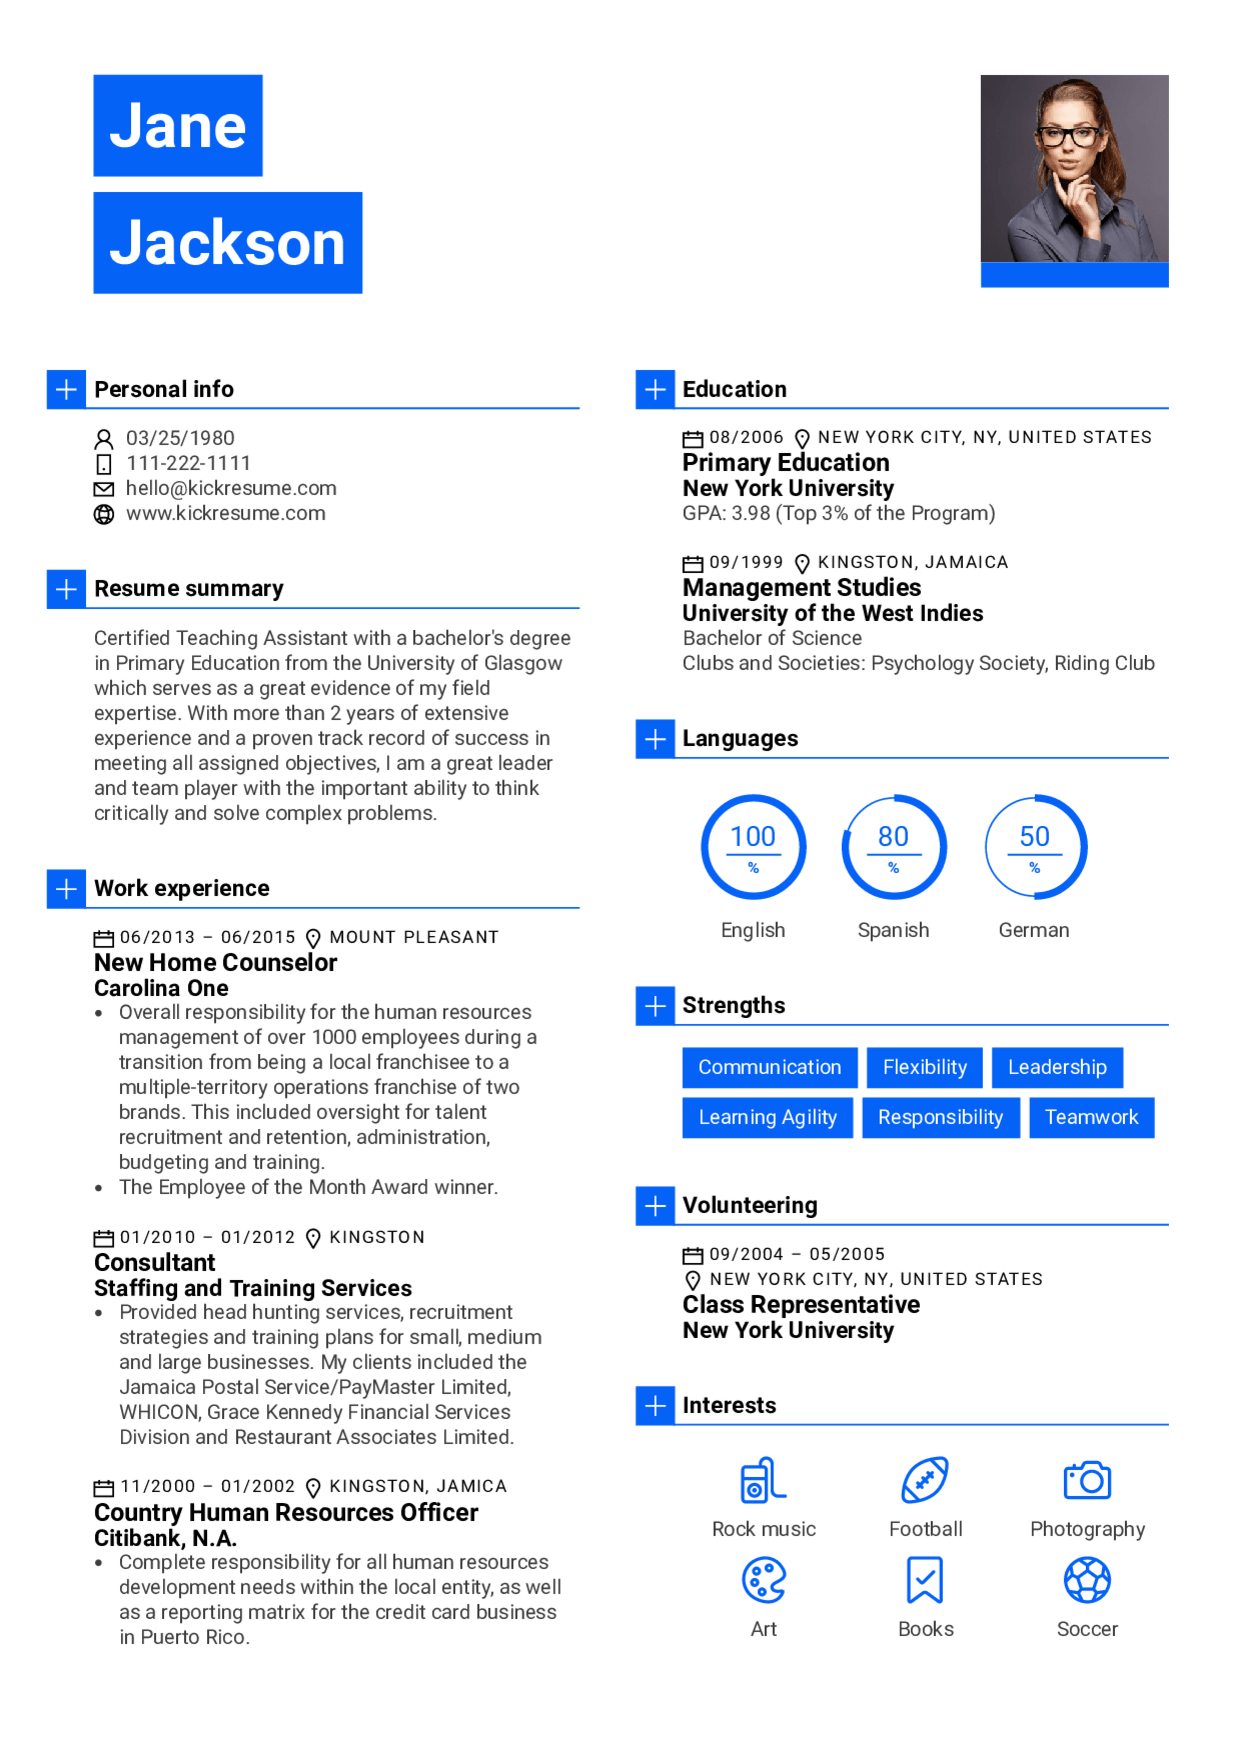 Jane
Jackson
Personal info
03/25/1980
111-222-1111
hello@kickresume.com
www.kickresume.com
Resume summary
Certified Teaching Assistant with a bachelor's degree
in Primary Education from the University of Glasgow
which serves as a great evidence of my field
expertise. With more than 2 years of extensive
experience and a proven track record of success in
meeting all assigned objectives, I am a great leader
and team player with the important ability to think
critically and solve complex problems.
Work experience
06/2013 – 06/2015 MOUNT PLEASANT
New Home Counselor
Carolina One
• Overall responsibility for the human resources
management of over 1000 employees during a
transition from being a local franchisee to a
multiple-territory operations franchise of two
brands. This included oversight for talent
recruitment and retention, administration,
budgeting and training.
• The Employee of the Month Award winner.
01/2010 – 01/2012 KINGSTON
Consultant
Staffing and Training Services
• Provided head hunting services, recruitment
strategies and training plans for small, medium
and large businesses. My clients included the
Jamaica Postal Service/PayMaster Limited,
WHICON, Grace Kennedy Financial Services
Division and Restaurant Associates Limited.
11/2000 – 01/2002 KINGSTON, JAMICA
Country Human Resources Officer
Citibank, N.A.
• Complete responsibility for all human resources
development needs within the local entity, as well
as a reporting matrix for the credit card business
in Puerto Rico.
Education
08/2006 NEW YORK CITY, NY, UNITED STATES
Primary Education
New York University
GPA: 3.98 (Top 3% of the Program)
09/1999 KINGSTON, JAMAICA
Management Studies
University of the West Indies
Bachelor of Science
Clubs and Societies: Psychology Society, Riding Club
Languages
100 80 50
% % %
English Spanish German
Strengths
Communication Flexibility Leadership
Learning Agility Responsibility Teamwork
Volunteering
09/2004 – 05/2005
NEW YORK CITY, NY, UNITED STATES
Class Representative
New York University
Interests
Rock music Football Photography
Art Books Soccer